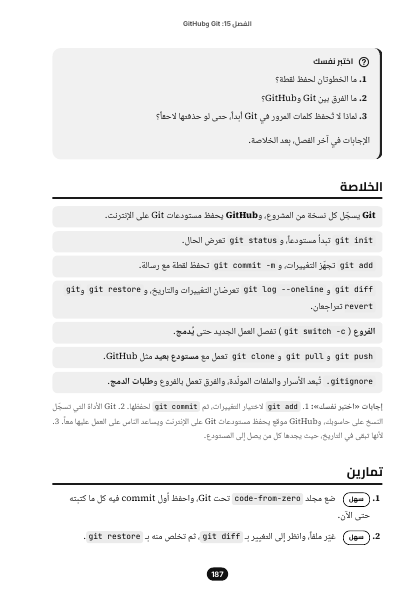 الفصل 15: Git وGitHub
اختبر نفسك
1. ما الخطوتان لحفظ لقطة؟
2. ما الفرق بين Git وGitHub؟
3. لماذا لا تُحفظ كلمات المرور في Git أبداً، حتى لو حذفتها لاحقاً؟
الإجابات في آخر الفصل، بعد الخلاصة.
الخلاصة
Git يسجّل كل نسخة من المشروع، وGitHub يحفظ مستودعات Git على الإنترنت.
git init تبدأ مستودعاً، و git status تعرض الحال.
git add تجهّز التغييرات، و git commit -m تحفظ لقطة مع رسالة.
git diff و git log --oneline تعرضان التغييرات والتاريخ، و git restore و git
revert تتراجعان.
الفروع ( git switch -c ) تفصل العمل الجديد حتى يُدمج.
git push و git pull و git clone تعمل مع مستودع بعيد مثل GitHub.
.gitignore تُبعد الأسرار والملفات المولّدة، والفرق تعمل بالفروع وطلبات الدمج.
إجابات «اختبر نفسك»: 1. git add لاختيار التغييرات، ثم git commit لحفظها. 2. Git الأداة التي تسجّل
النسخ على حاسوبك، وGitHub موقع يحفظ مستودعات Git على الإنترنت ويساعد الناس على العمل عليها معاً. 3.
لأنها تبقى في التاريخ، حيث يجدها كل من يصل إلى المستودع.
تمارين
1. سهل ضع مجلد code-from-zero تحت Git، واحفظ أول commit فيه كل ما كتبته
حتى الآن.
2. سهل غيّر ملفاً، وانظر إلى التغيير بـ git diff ، ثم تخلص منه بـ git restore .
187